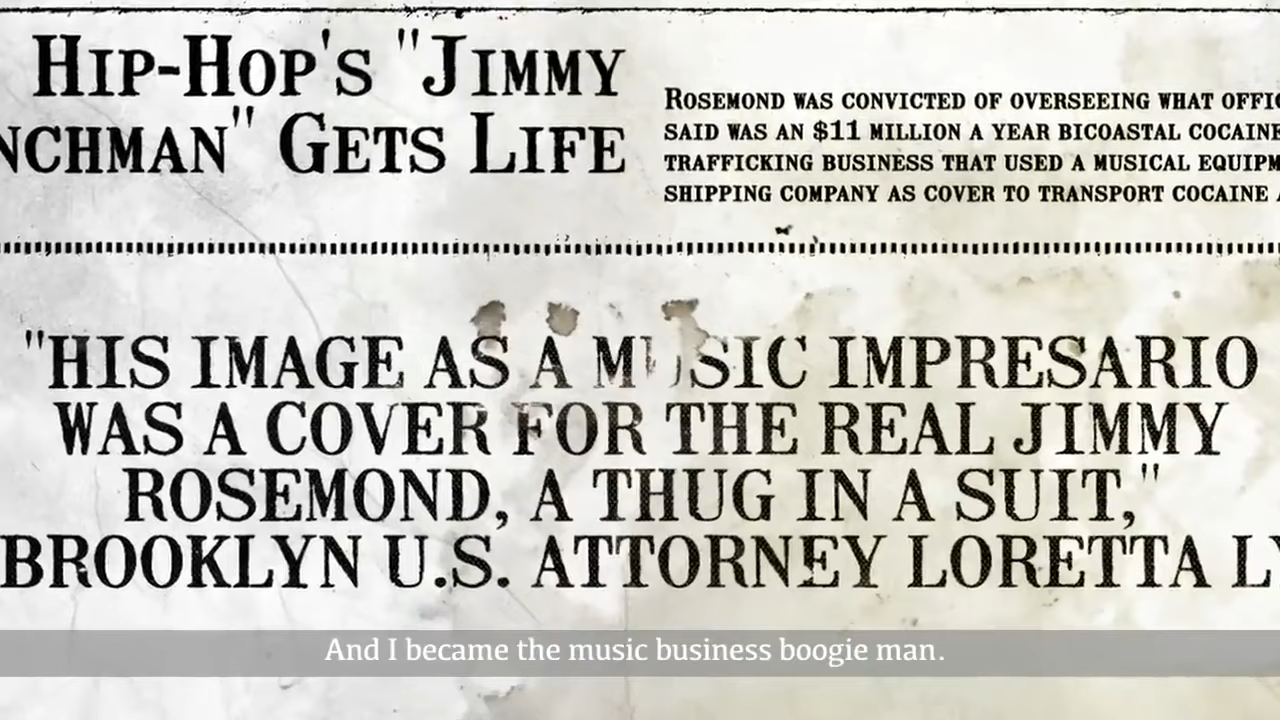 Hip-Hop's "Jimmy
nchman" Gets Life
Rosemond was convicted of overseeing what offic
said was an $11 million a year bicoastal cocaine
trafficking business that used a musical equipm
shipping company as cover to transport cocaine a
"HIS IMAGE AS A MUSIC IMPRESARIO
WAS A COVER FOR THE REAL JIMMY
ROSEMOND, A THUG IN A SUIT,"
BROOKLYN U.S. ATTORNEY LORETTA LY
And I became the music business boogie man.